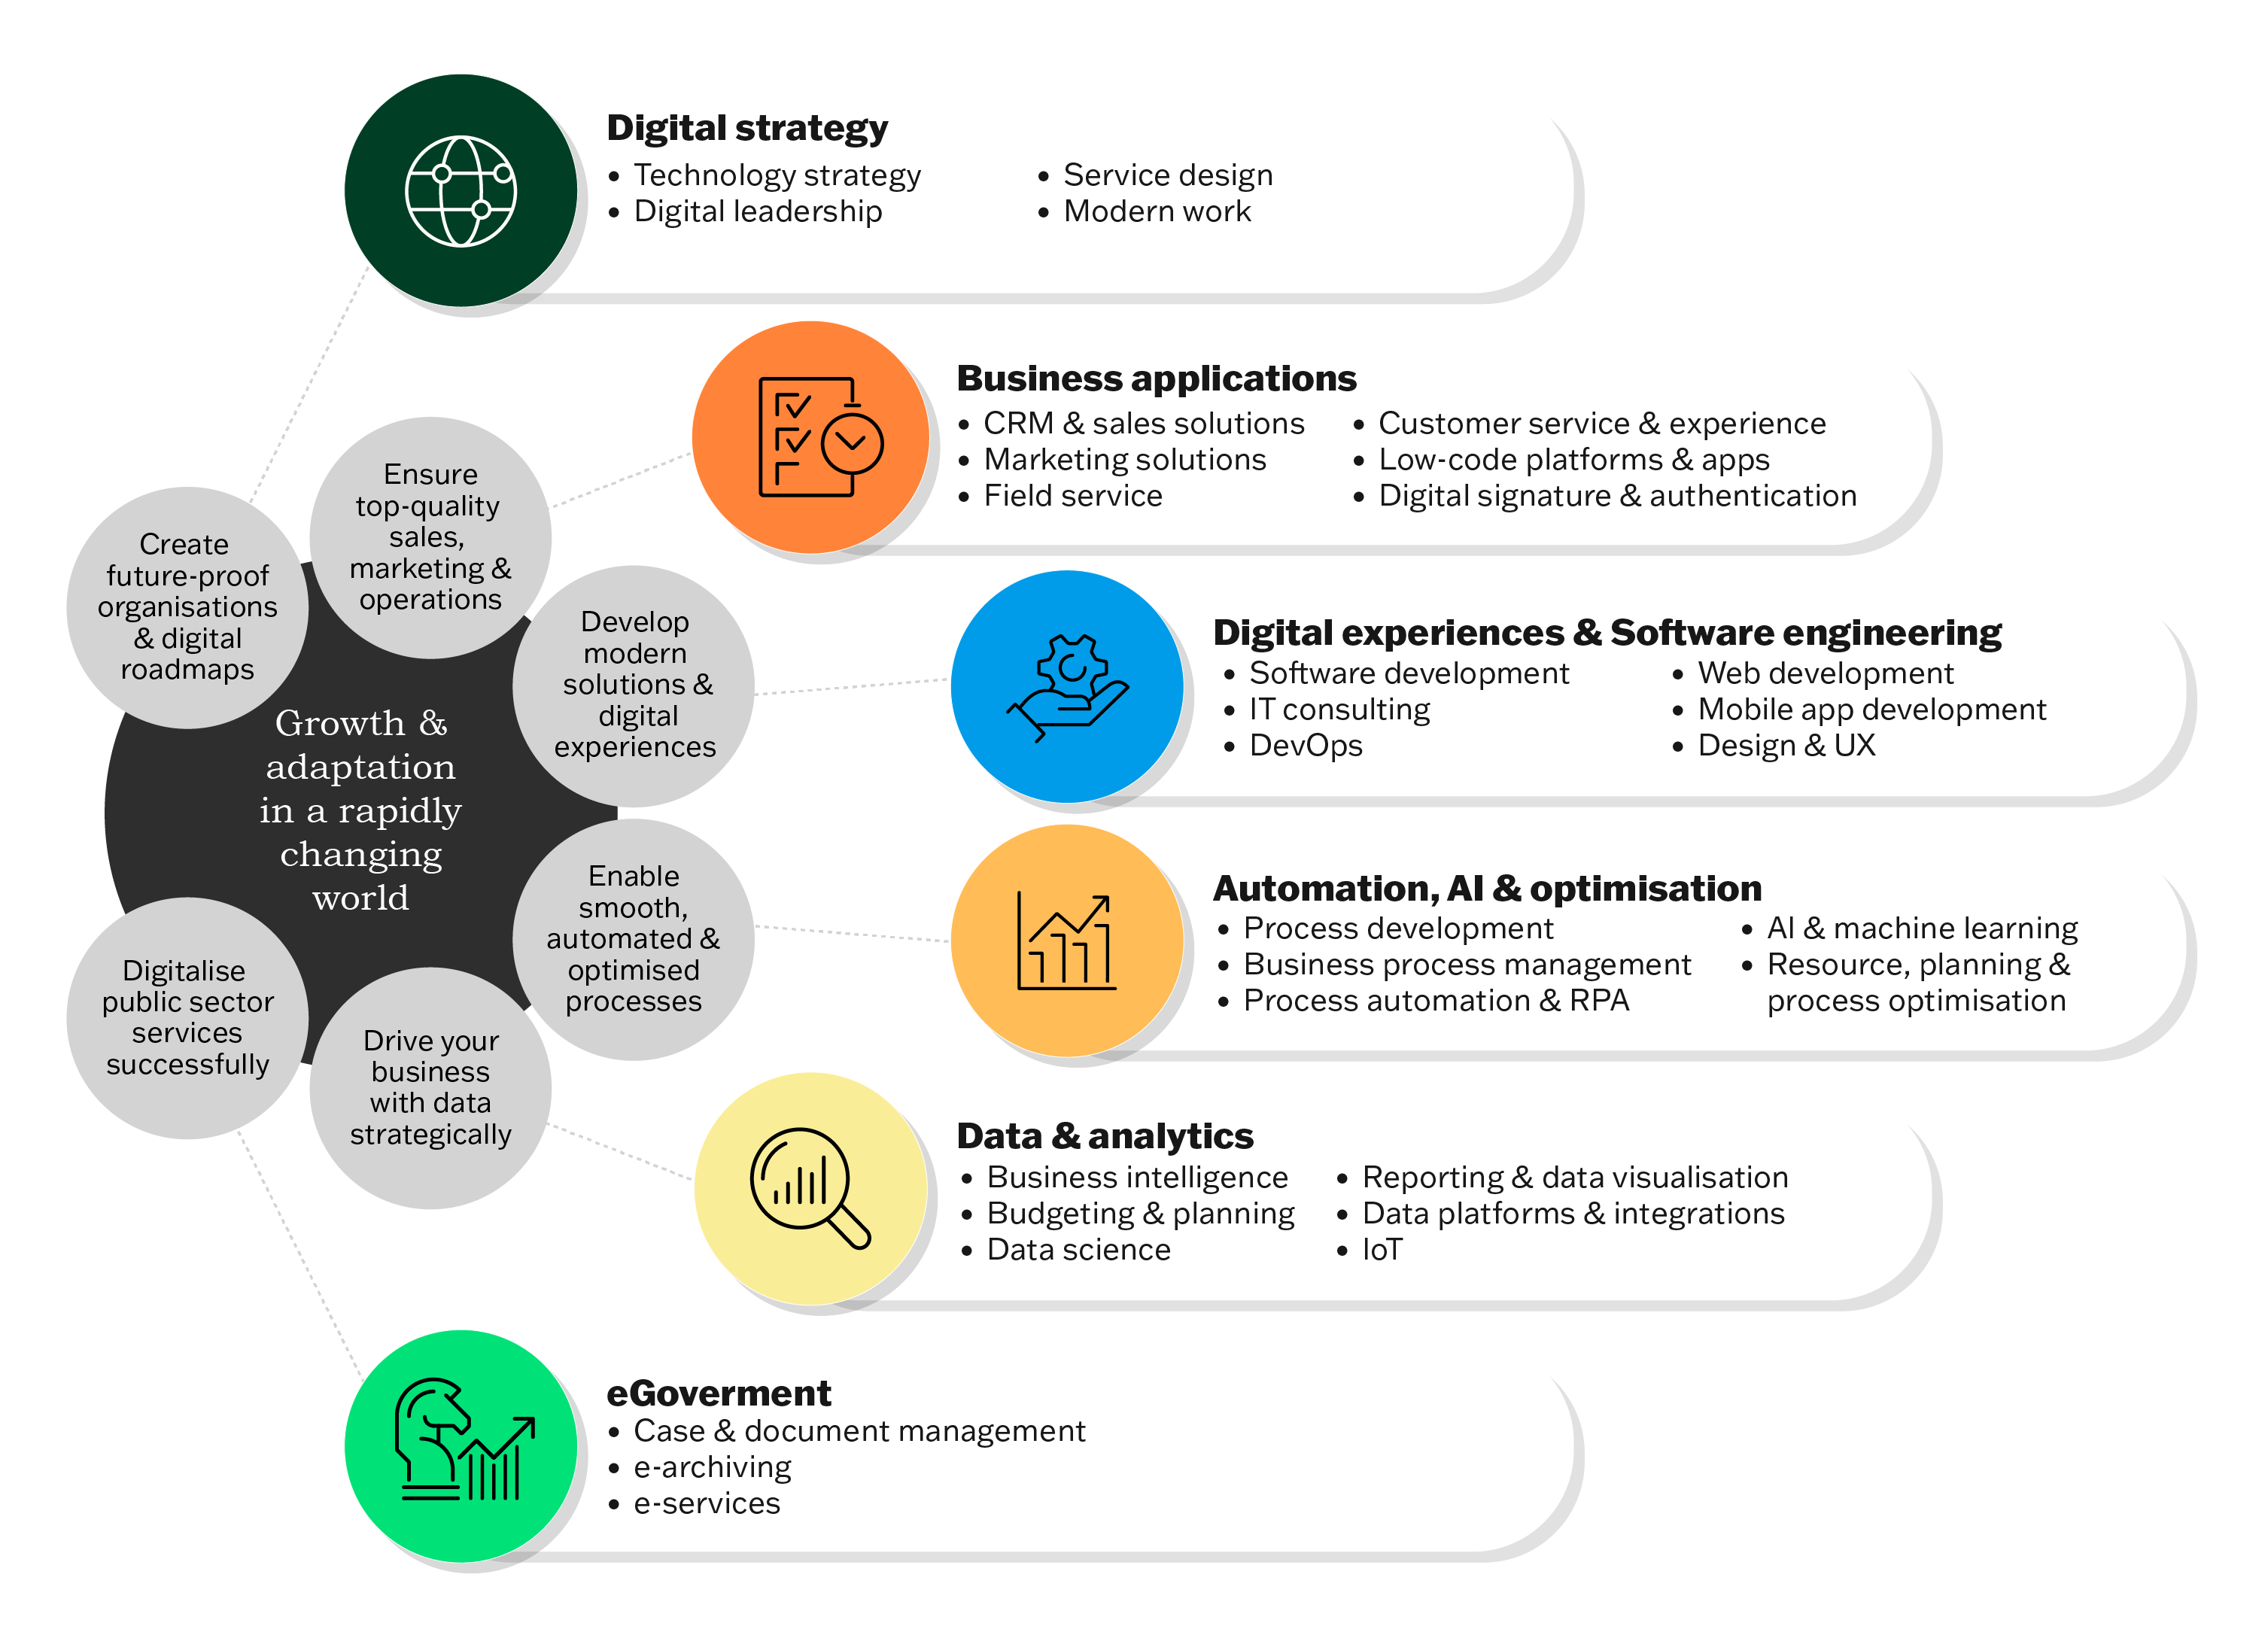 Digital strategy
• Technology strategy
• Digital leadership
• Service design
• Modern work
Ensure
top-quality
sales,
marketing &
operations
Business applications
• CRM & sales solutions
• Marketing solutions
• Field service
• Customer service & experience
• Low-code platforms & apps
• Digital signature & authentication
Create
future-proof
organisations
& digital
roadmaps
Develop
modern
solutions &
digital
experiences
Digital experiences & Software engineering
• Software development
• IT consulting
• DevOps
• Web development
• Mobile app development
• Design & UX
Growth &
adaptation
in a rapidly
changing
world
Enable
smooth,
automated &
optimised
processes
Automation, AI & optimisation
• Process development
• Business process management
• Process automation & RPA
• AI & machine learning
• Resource, planning &
process optimisation
Digitalise
public sector
services
successfully
Drive your
business
with data
strategically
Data & analytics
• Business intelligence
• Budgeting & planning
• Data science
• Reporting & data visualisation
• Data platforms & integrations
• IoT
eGoverment
• Case & document management
• e-archiving
• e-services